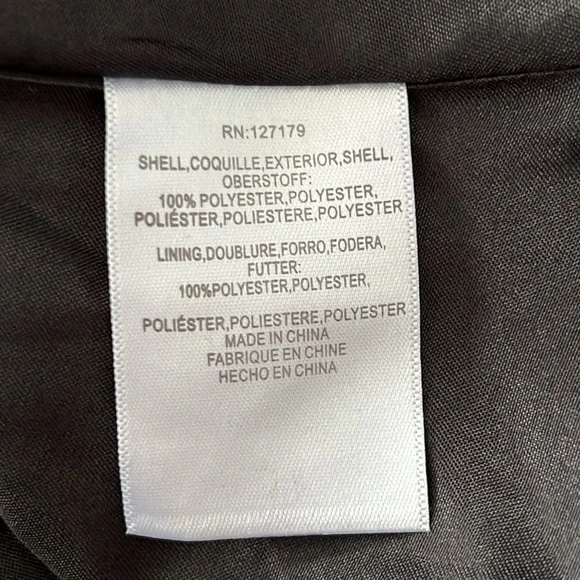 RN:127179
SHELL,COQUILLE,EXTERIOR,SHELL,
OBERSTOFF:
100% POLYESTER,POLYESTER,
POLIÉSTER,POLIESTERE,POLYESTER
LINING,DOUBLURE,FORRO,FODERA,
FUTTER:
100%POLYESTER,POLYESTER,
POLIÉSTER,POLIESTERE,POLYESTER
MADE IN CHINA
FABRIQUE EN CHINE
HECHO EN CHINA